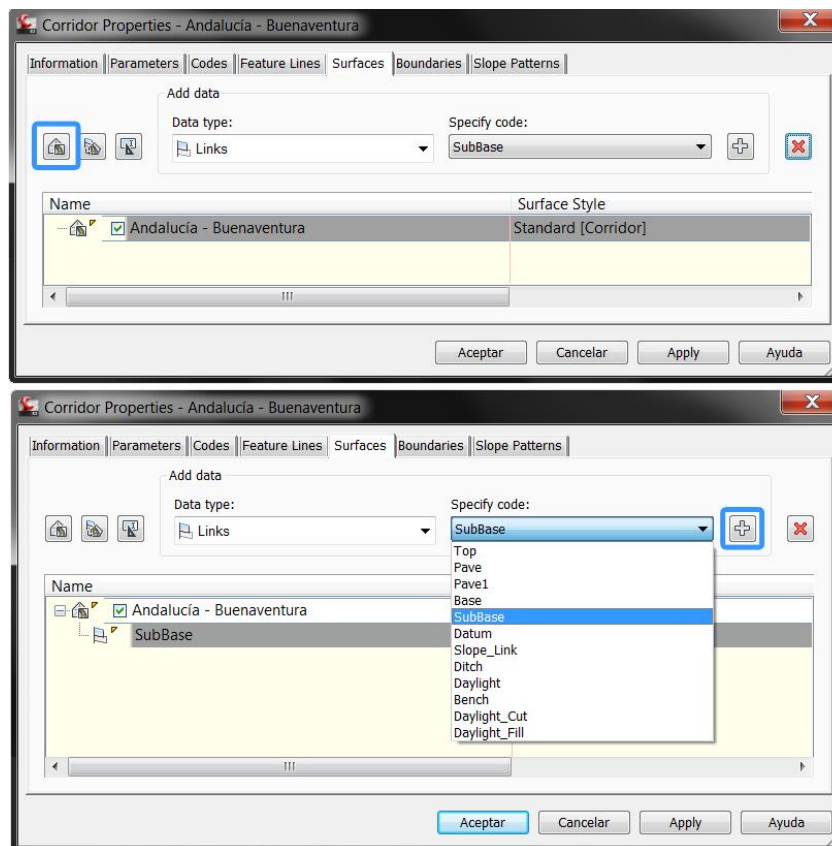 Corridor Properties - Andalucía - Buenaventura
Information Parameters Codes Feature Lines Surfaces Boundaries Slope Patterns
Add data
Data type: Specify code:
Links SubBase
Name Surface Style
Andalucía - Buenaventura Standard [Corridor]
Aceptar Cancelar Apply Ayuda
Corridor Properties - Andalucía - Buenaventura
Information Parameters Codes Feature Lines Surfaces Boundaries Slope Patterns
Add data
Data type: Specify code:
Links SubBase
Top
Pave
Pave1
Name Base
Andalucía - Buenaventura SubBase
SubBase Datum
Slope_Link
Ditch
Daylight
Bench
Daylight_Cut
Daylight_Fill
Aceptar Cancelar Apply Ayuda